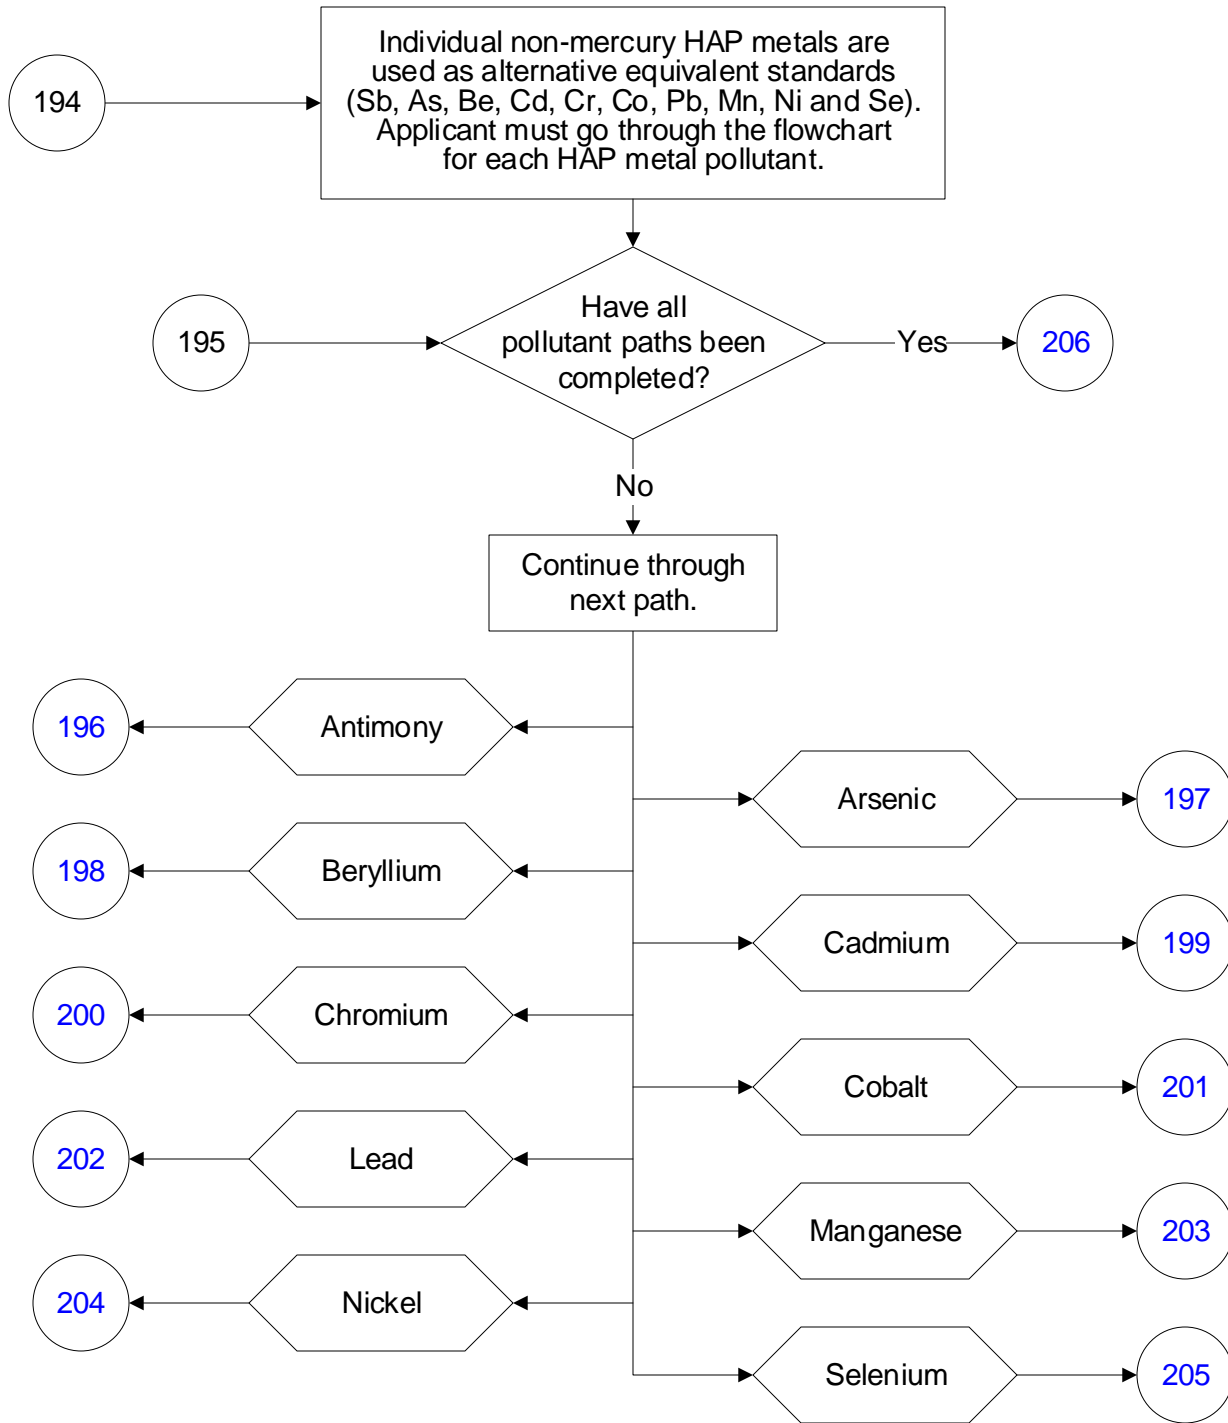 194
Individual non-mercury HAP metals are
used as alternative equivalent standards
(Sb, As, Be, Cd, Cr, Co, Pb, Mn, Ni and Se).
Applicant must go through the flowchart
for each HAP metal pollutant.
195
Have all
pollutant paths been
completed?
Yes
206
No
Continue through
next path.
196
Antimony
Arsenic
197
198
Beryllium
Cadmium
199
200
Chromium
Cobalt
201
202
Lead
Manganese
203
204
Nickel
Selenium
205